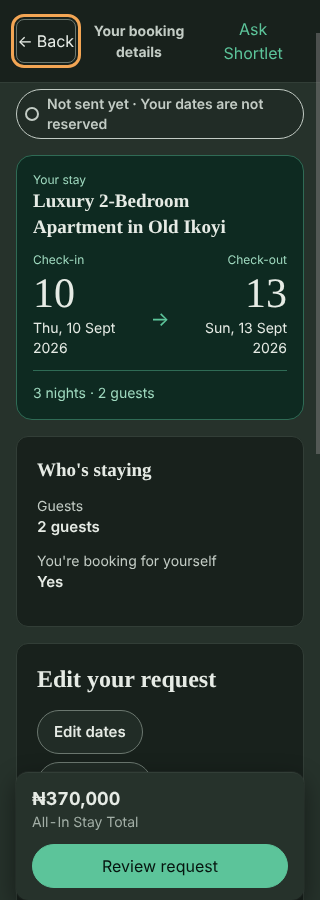 ← Back
Your booking
details
Ask
Shortlet
Not sent yet · Your dates are not
reserved
Your stay
Luxury 2-Bedroom
Apartment in Old Ikoyi
Check-in
Check-out
10
13
Thu, 10 Sept
2026
→
Sun, 13 Sept
2026
3 nights · 2 guests
Who's staying
Guests
2 guests
You're booking for yourself
Yes
Edit your request
Edit dates
₦370,000
All-In Stay Total
Review request